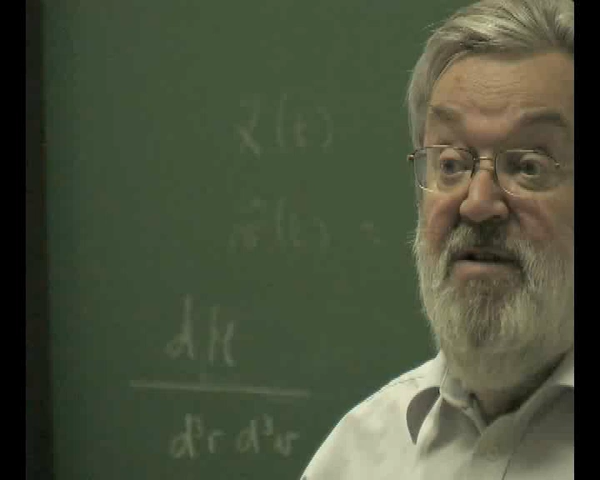 x(t)
v(t) =
dN
d³r d³v